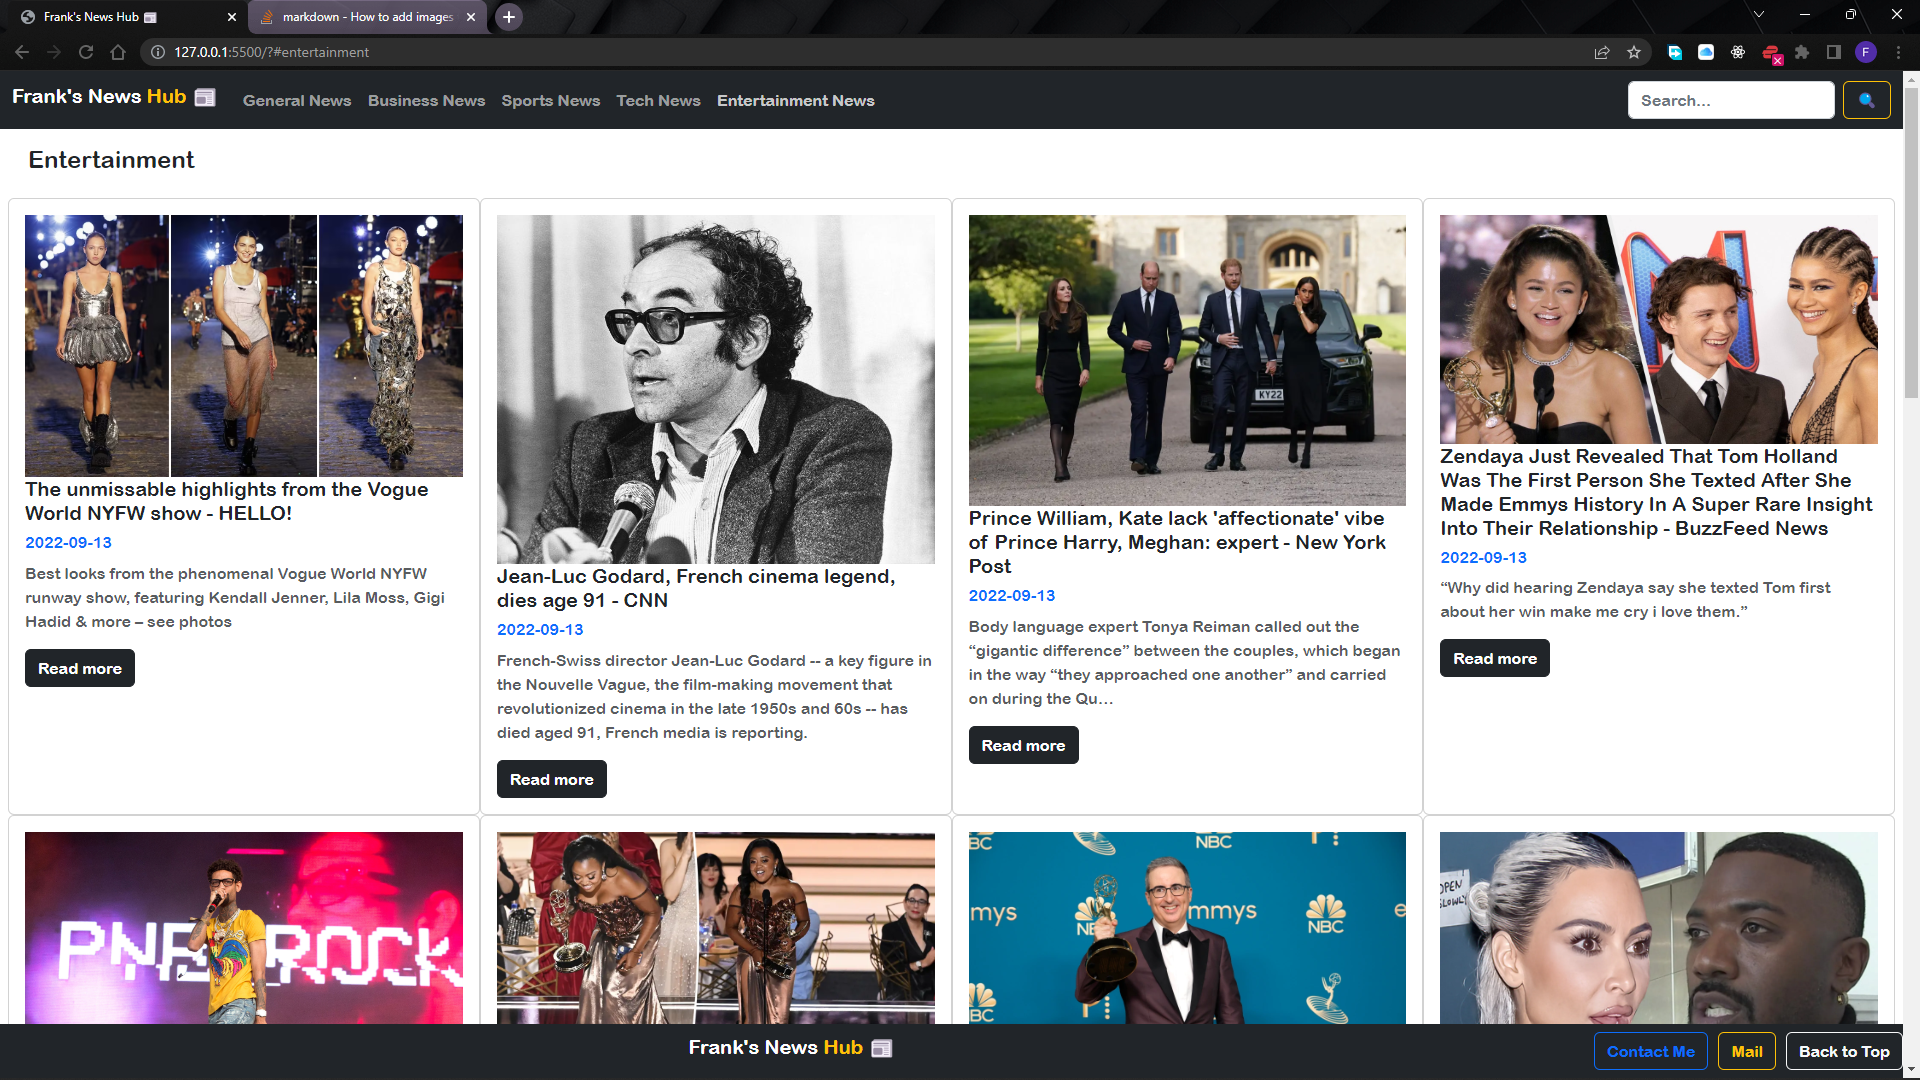 Frank's News Hub
markdown - How to add images
127.0.0.1:5500/?#entertainment
F
Frank's News Hub
General News
Business News
Sports News
Tech News
Entertainment News
Search...
Entertainment
The unmissable highlights from the Vogue
World NYFW show - HELLO!
2022-09-13
Best looks from the phenomenal Vogue World NYFW
runway show, featuring Kendall Jenner, Lila Moss, Gigi
Hadid & more – see photos
Read more
Jean-Luc Godard, French cinema legend,
dies age 91 - CNN
2022-09-13
French-Swiss director Jean-Luc Godard -- a key figure in
the Nouvelle Vague, the film-making movement that
revolutionized cinema in the late 1950s and 60s -- has
died aged 91, French media is reporting.
Read more
KY22
Prince William, Kate lack 'affectionate' vibe
of Prince Harry, Meghan: expert - New York
Post
2022-09-13
Body language expert Tonya Reiman called out the
“gigantic difference” between the couples, which began
in the way “they approached one another” and carried
on during the Qu…
Read more
Zendaya Just Revealed That Tom Holland
Was The First Person She Texted After She
Made Emmys History In A Super Rare Insight
Into Their Relationship - BuzzFeed News
2022-09-13
“Why did hearing Zendaya say she texted Tom first
about her win make me cry i love them.”
Read more
PNB ROCK
BC
NBC
mys
mmys
NBC
NBC
BC
OPEN
SLOWLY
Frank's News Hub
Contact Me
Mail
Back to Top